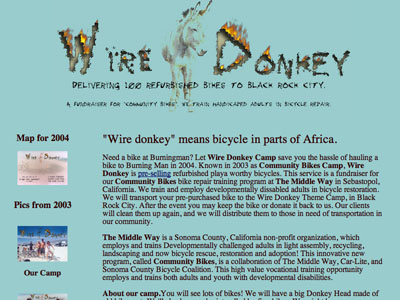 WIRE DONKEY
DELIVERING 100 REFURBISHED BIKES TO BLACK ROCK CITY.
A FUNDRAISER FOR "COMMUNITY BIKES" WE TRAIN HANDICAPED ADULTS IN BICYCLE REPAIR.
Map for 2004
Pics from 2003
Our Camp
"Wire donkey" means bicycle in parts of Africa.
Need a bike at Burningman? Let Wire Donkey Camp save you the hassle of hauling a
bike to Burning Man in 2004. Known in 2003 as Community Bikes Camp, Wire
Donkey is pre-selling refurbished playa worthy bicycles. This service is a fundraiser for
our Community Bikes bike repair training program at The Middle Way in Sebastopol,
California. We train and employ developmentally disabled adults in bicycle restoration.
We will transport your pre-purchased bike to the Wire Donkey Theme Camp, in Black
Rock City. After the event you may keep the bike or donate it back to us. Our clients
will clean them up again, and we will distribute them to those in need of transportation in
our community.
The Middle Way is a Sonoma County, California non-profit organization, which
employs and trains Developmentally challenged adults in light assembly, recycling,
landscaping and now bicycle rescue, restoration and adoption! This innovative new
program, called Community Bikes, is a collaboration of The Middle Way, Car-Lite, and
Sonoma County Bicycle Coalition. This high value vocational training opportunity
employs and trains both adults and youth with developmental disabilities.
About our camp. You will see lots of bikes! We will have a big Donkey Head made of